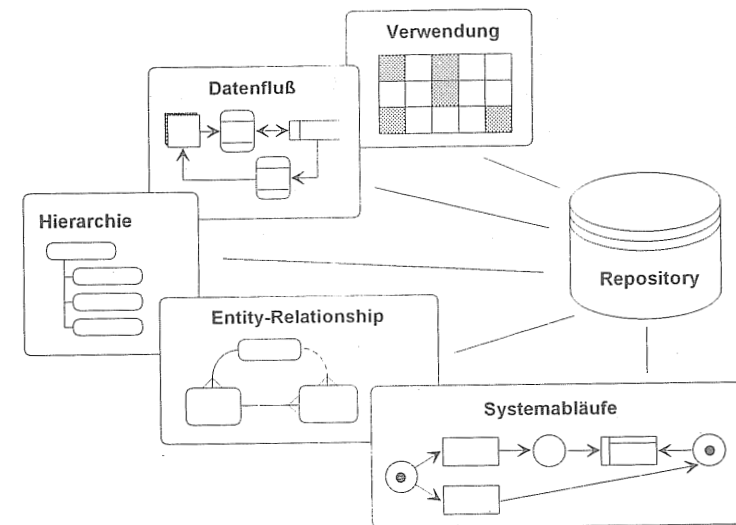 Verwendung
Datenfluß
Hierarchie
Repository
Entity-Relationship
Systemabläufe